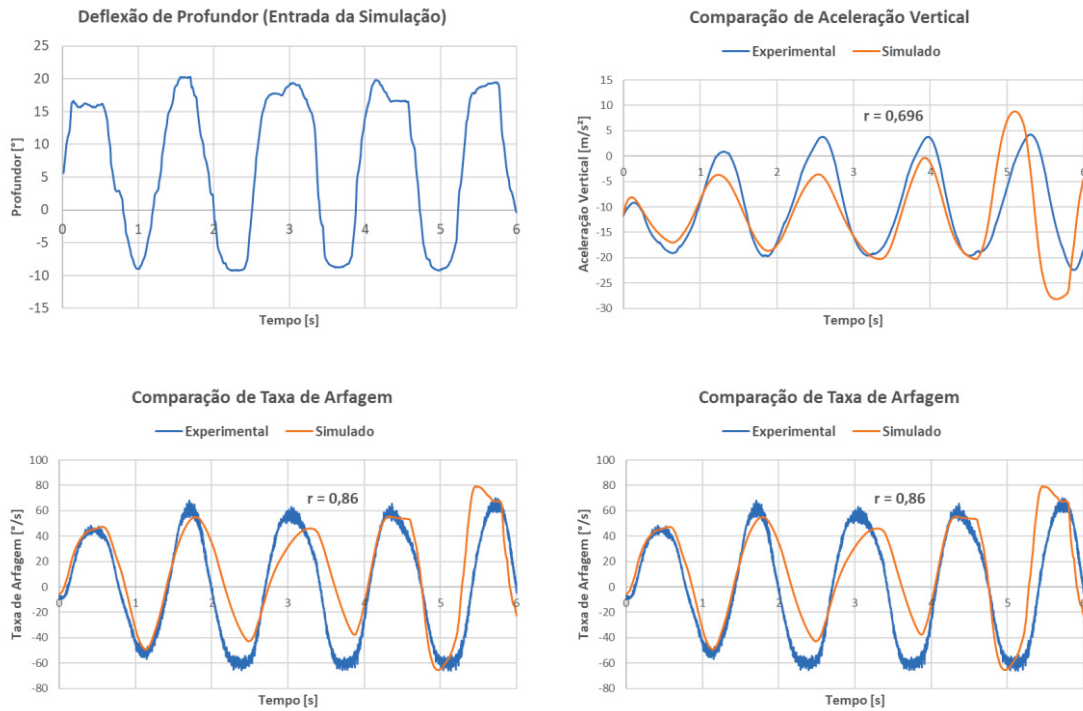 Deflexão de Profundor (Entrada da Simulação)
25
20
15
10
5
0
-5
-10
-15
0 1 2 3 4 5 6
Profundor [°]
Tempo [s]
Comparação de Aceleração Vertical
Experimental Simulado
r = 0,696
15
10
5
0
-5
-10
-15
-20
-25
-30
0 1 2 3 4 5 6
Aceleração Vertical [m/s²]
Tempo [s]
Comparação de Taxa de Arfagem
Experimental Simulado
r = 0,86
100
80
60
40
20
0
-20
-40
-60
-80
0 1 2 3 4 5 6
Taxa de Arfagem [°/s]
Tempo [s]
Comparação de Taxa de Arfagem
Experimental Simulado
r = 0,86
100
80
60
40
20
0
-20
-40
-60
-80
0 1 2 3 4 5 6
Taxa de Arfagem [°/s]
Tempo [s]